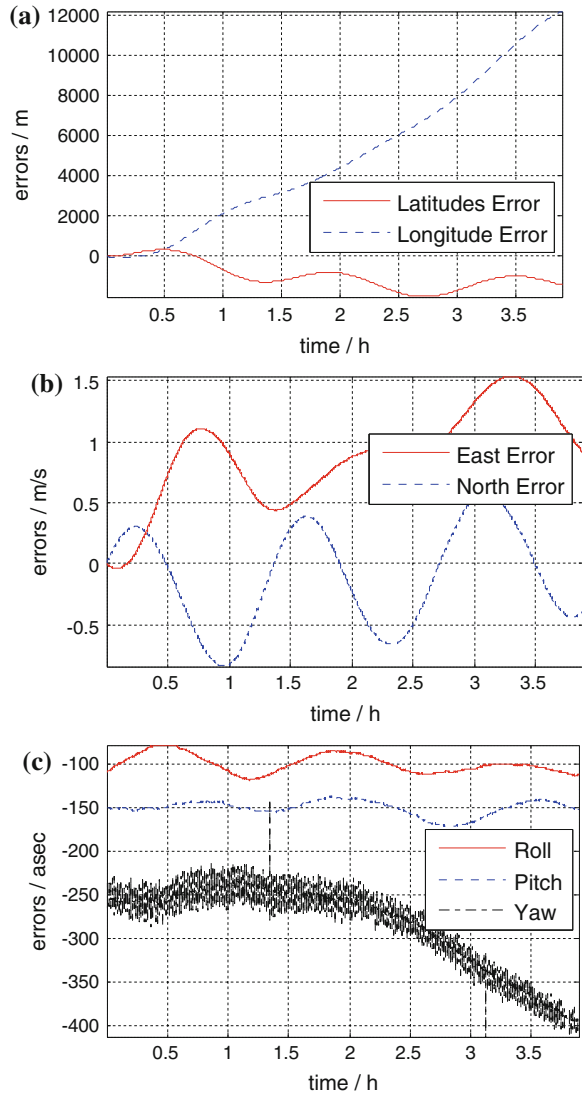 (a)
12000
10000
8000
6000
4000
2000
0
errors / m
Latitudes Error
Longitude Error
0.5 1 1.5 2 2.5 3 3.5
time / h
(b)
1.5
1
0.5
0
-0.5
errors / m/s
East Error
North Error
0.5 1 1.5 2 2.5 3 3.5
time / h
(c)
-100
-150
-200
-250
-300
-350
-400
errors / asec
Roll
Pitch
Yaw
0.5 1 1.5 2 2.5 3 3.5
time / h